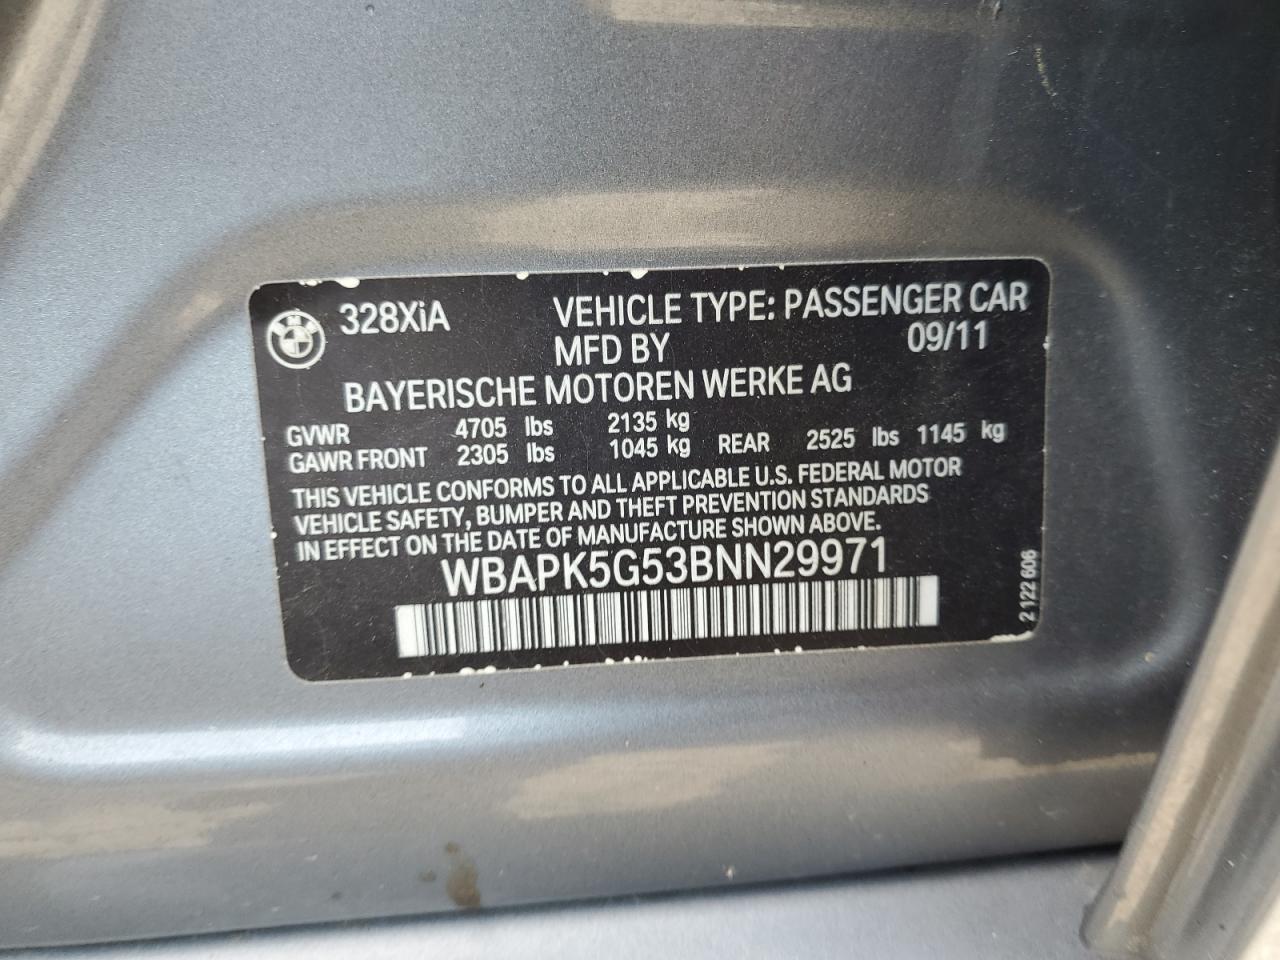 328XiA VEHICLE TYPE: PASSENGER CAR
MFD BY 09/11
BAYERISCHE MOTOREN WERKE AG
GVWR 4705 lbs 2135 kg
GAWR FRONT 2305 lbs 1045 kg REAR 2525 lbs 1145 kg
THIS VEHICLE CONFORMS TO ALL APPLICABLE U.S. FEDERAL MOTOR
VEHICLE SAFETY, BUMPER AND THEFT PREVENTION STANDARDS
IN EFFECT ON THE DATE OF MANUFACTURE SHOWN ABOVE.
WBAPK5G53BNN29971
2 122 606